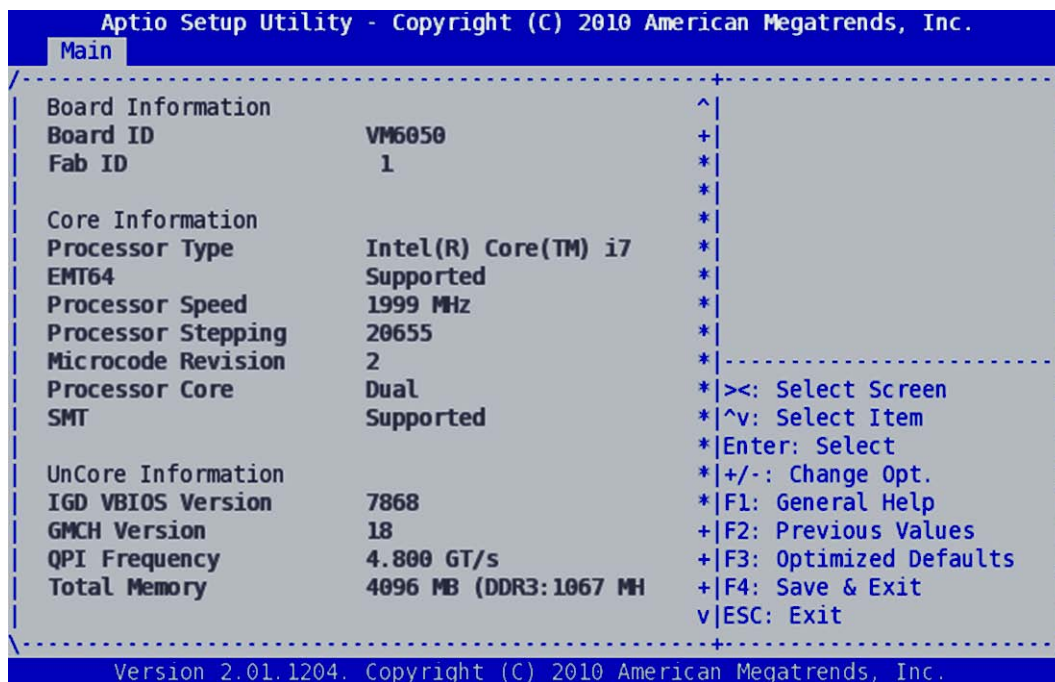 Aptio Setup Utility - Copyright (C) 2010 American Megatrends, Inc.
Main
Board Information
Board ID VM6050
Fab ID 1
Core Information
Processor Type Intel(R) Core(TM) i7
EMT64 Supported
Processor Speed 1999 MHz
Processor Stepping 20655
Microcode Revision 2
Processor Core Dual
SMT Supported
UnCore Information
IGD VBIOS Version 7868
GMCH Version 18
QPI Frequency 4.800 GT/s
Total Memory 4096 MB (DDR3:1067 MH
><: Select Screen
^v: Select Item
Enter: Select
+/-: Change Opt.
F1: General Help
F2: Previous Values
F3: Optimized Defaults
F4: Save & Exit
ESC: Exit
Version 2.01.1204. Copyright (C) 2010 American Megatrends, Inc.